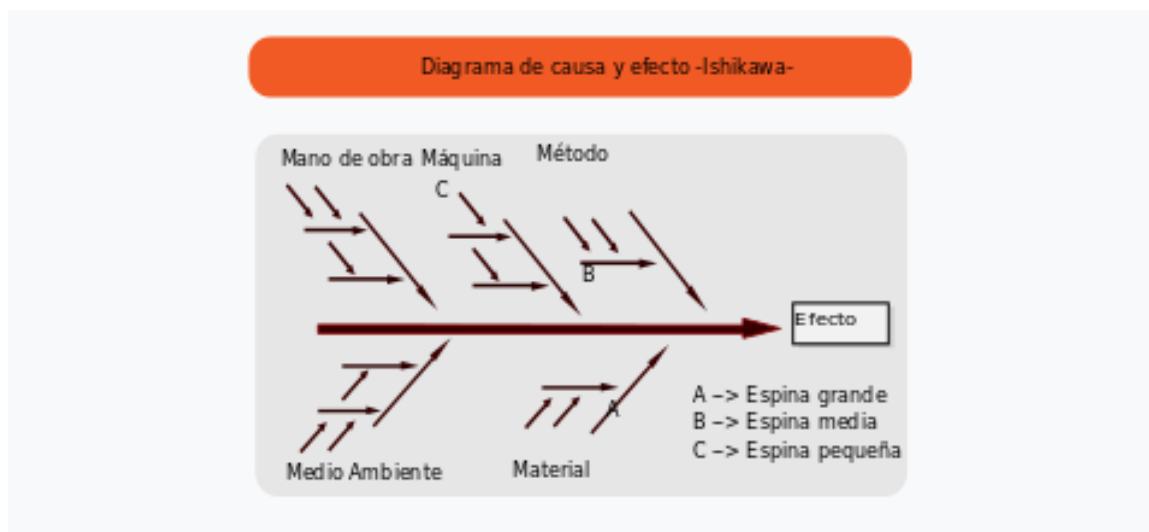 Diagrama de causa y efecto -Ishikawa-
Mano de obra Máquina Método
C
B
Efecto
A
A --> Espina grande
B --> Espina media
C --> Espina pequeña
Medio Ambiente Material